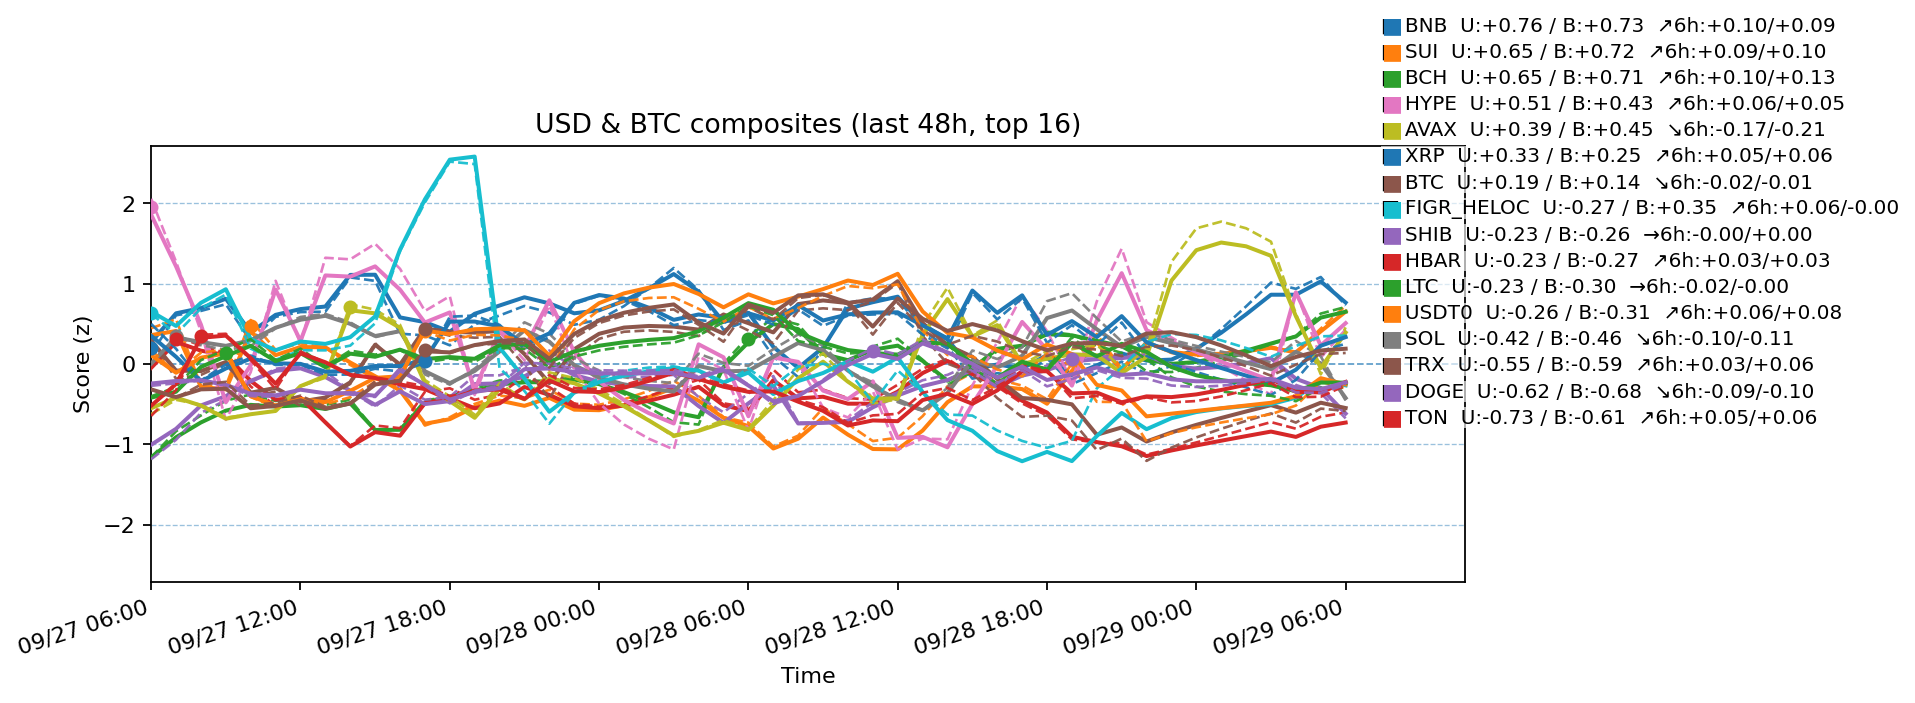 BNB  U:+0.76 / B:+0.73  ↗6h:+0.10/+0.09
SUI  U:+0.65 / B:+0.72  ↗6h:+0.09/+0.10
BCH  U:+0.65 / B:+0.71  ↗6h:+0.10/+0.13
HYPE  U:+0.51 / B:+0.43  ↗6h:+0.06/+0.05
AVAX  U:+0.39 / B:+0.45  ↘6h:-0.17/-0.21
XRP  U:+0.33 / B:+0.25  ↗6h:+0.05/+0.06
BTC  U:+0.19 / B:+0.14  ↘6h:-0.02/-0.01
FIGR_HELOC  U:-0.27 / B:+0.35  ↗6h:+0.06/-0.00
SHIB  U:-0.23 / B:-0.26  →6h:-0.00/+0.00
HBAR  U:-0.23 / B:-0.27  ↗6h:+0.03/+0.03
LTC  U:-0.23 / B:-0.30  →6h:-0.02/-0.00
USDT0  U:-0.26 / B:-0.31  ↗6h:+0.06/+0.08
SOL  U:-0.42 / B:-0.46  ↘6h:-0.10/-0.11
TRX  U:-0.55 / B:-0.59  ↗6h:+0.03/+0.06
DOGE  U:-0.62 / B:-0.68  ↘6h:-0.09/-0.10
TON  U:-0.73 / B:-0.61  ↗6h:+0.05/+0.06
USD & BTC composites (last 48h, top 16)
Score (z)
2
1
0
−1
−2
09/27 06:00
09/27 12:00
09/27 18:00
09/28 00:00
09/28 06:00
09/28 12:00
09/28 18:00
09/29 00:00
09/29 06:00
Time